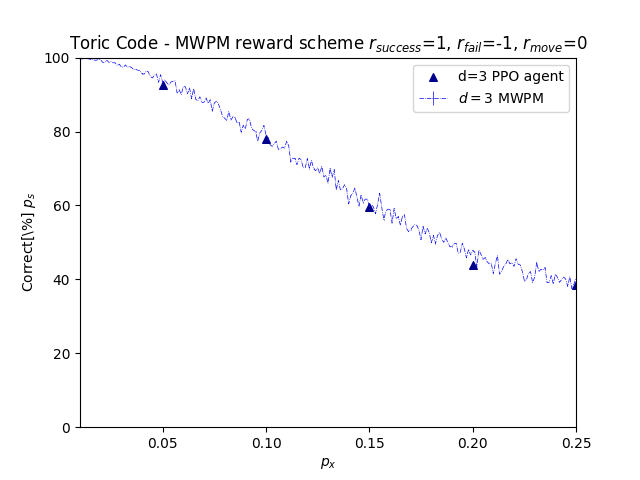 Toric Code - MWPM reward scheme r_success=1, r_fail=-1, r_move=0
d=3 PPO agent
d = 3 MWPM
100
80
60
40
20
0
Correct[\%] p_s
0.05 0.10 0.15 0.20 0.25
p_x